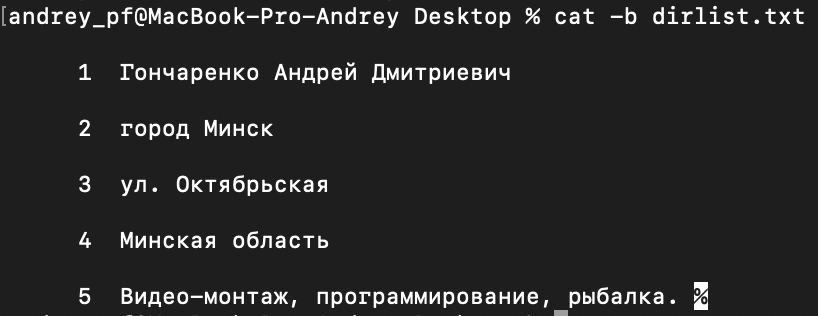 [andrey_pf@MacBook-Pro-Andrey Desktop % cat -b dirlist.txt
1 Гончаренко Андрей Дмитриевич
2 город Минск
3 ул. Октябрьская
4 Минская область
5 Видео-монтаж, программирование, рыбалка. %